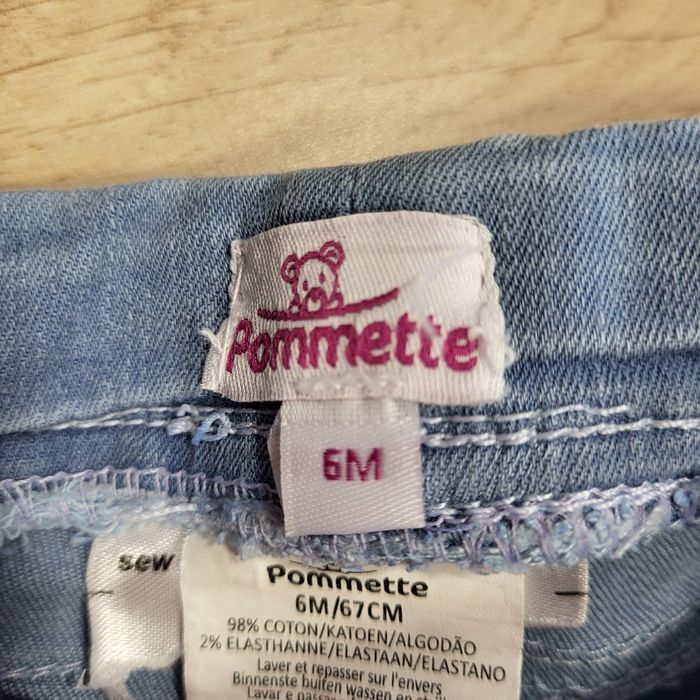 Pommette
6M
sew
Pommette
6M/67CM
98% COTON/KATOEN/ALGODÃO
2% ELASTHANNE/ELASTAAN/ELASTANO
Laver et repasser sur l'envers
Binnenste buiten wassen en strijken